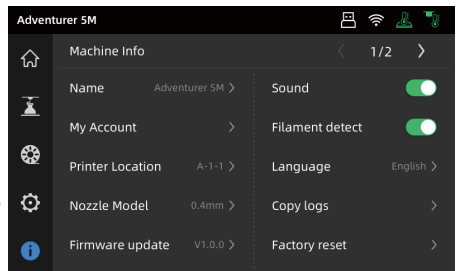 Adventurer 5M
Machine Info
1/2
Name
Adventurer 5M
My Account
Printer Location
A-1-1
Nozzle Model
0.4mm
Firmware update
V1.0.0
Sound
Filament detect
Language
English
Copy logs
Factory reset